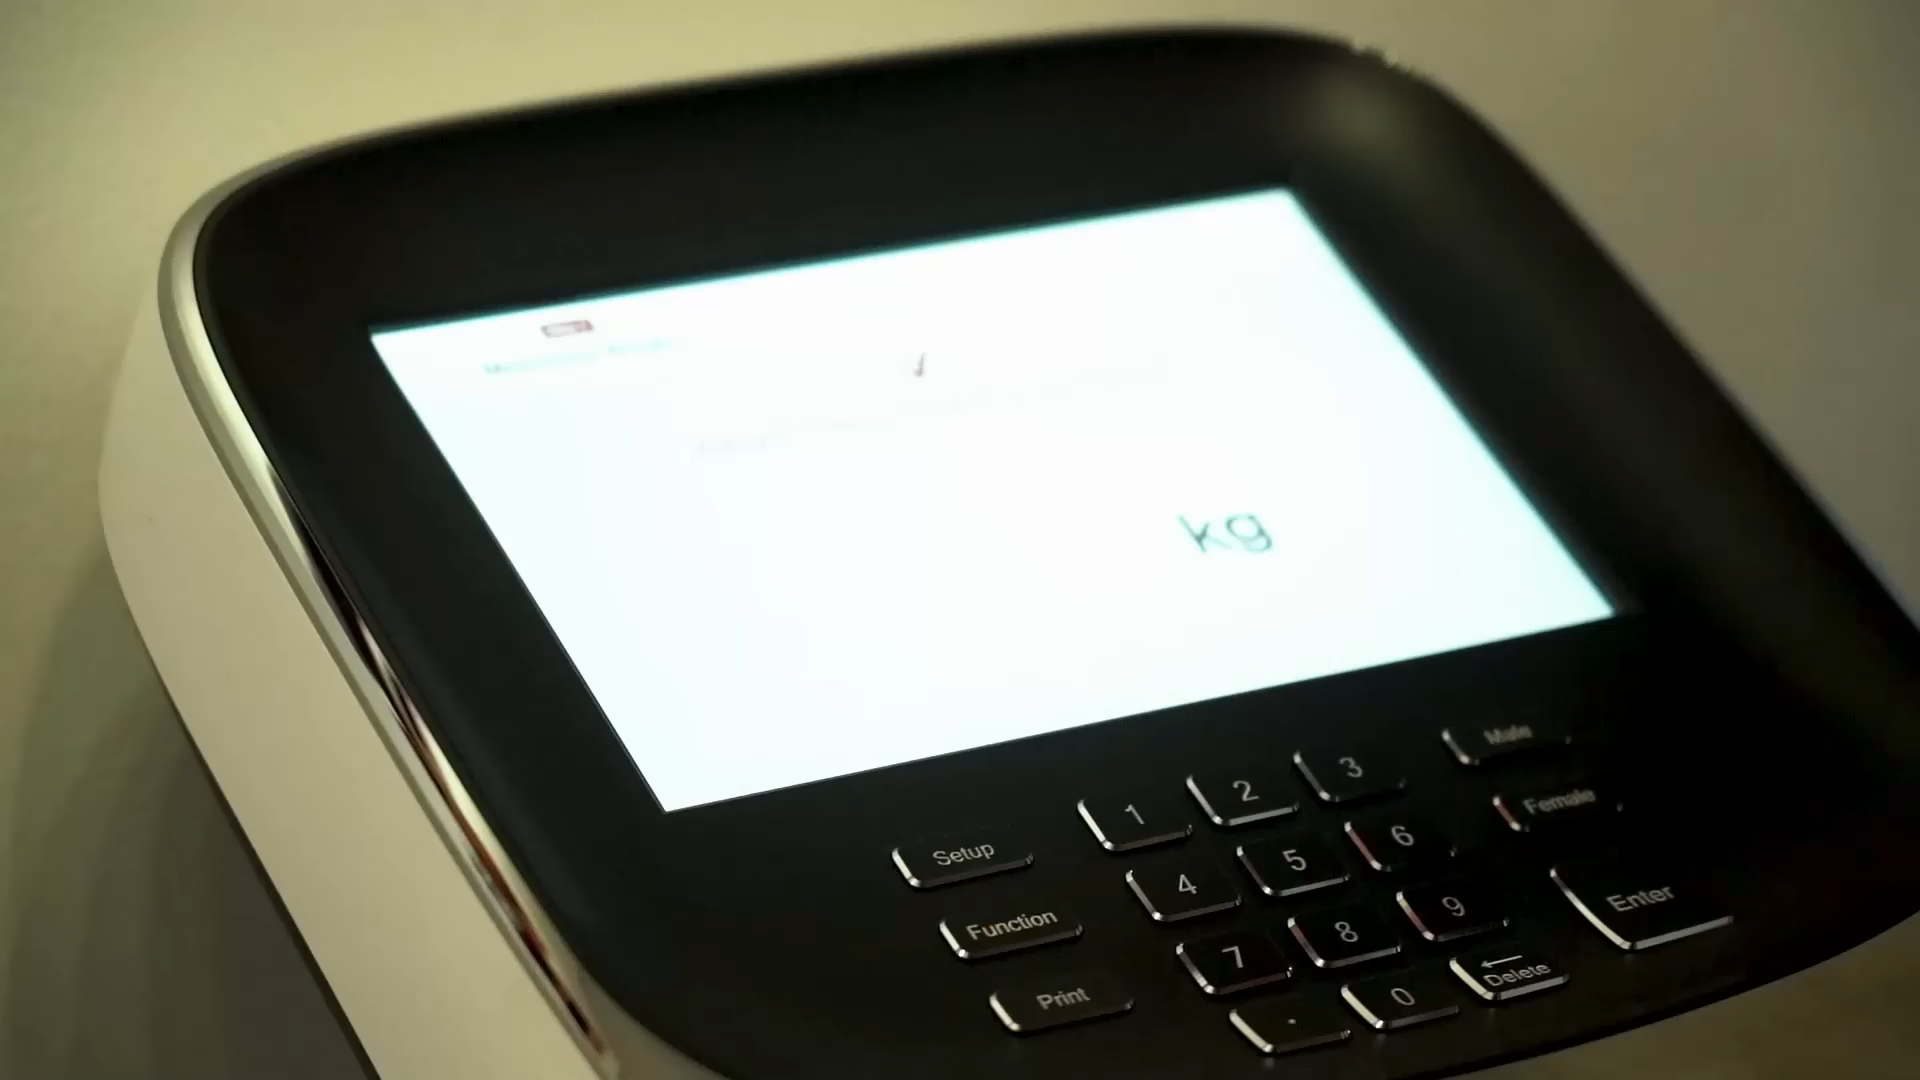 kg
1 2 3 Male
Setup 4 5 6 Female
Function 7 8 9 Enter
Print . 0 Delete